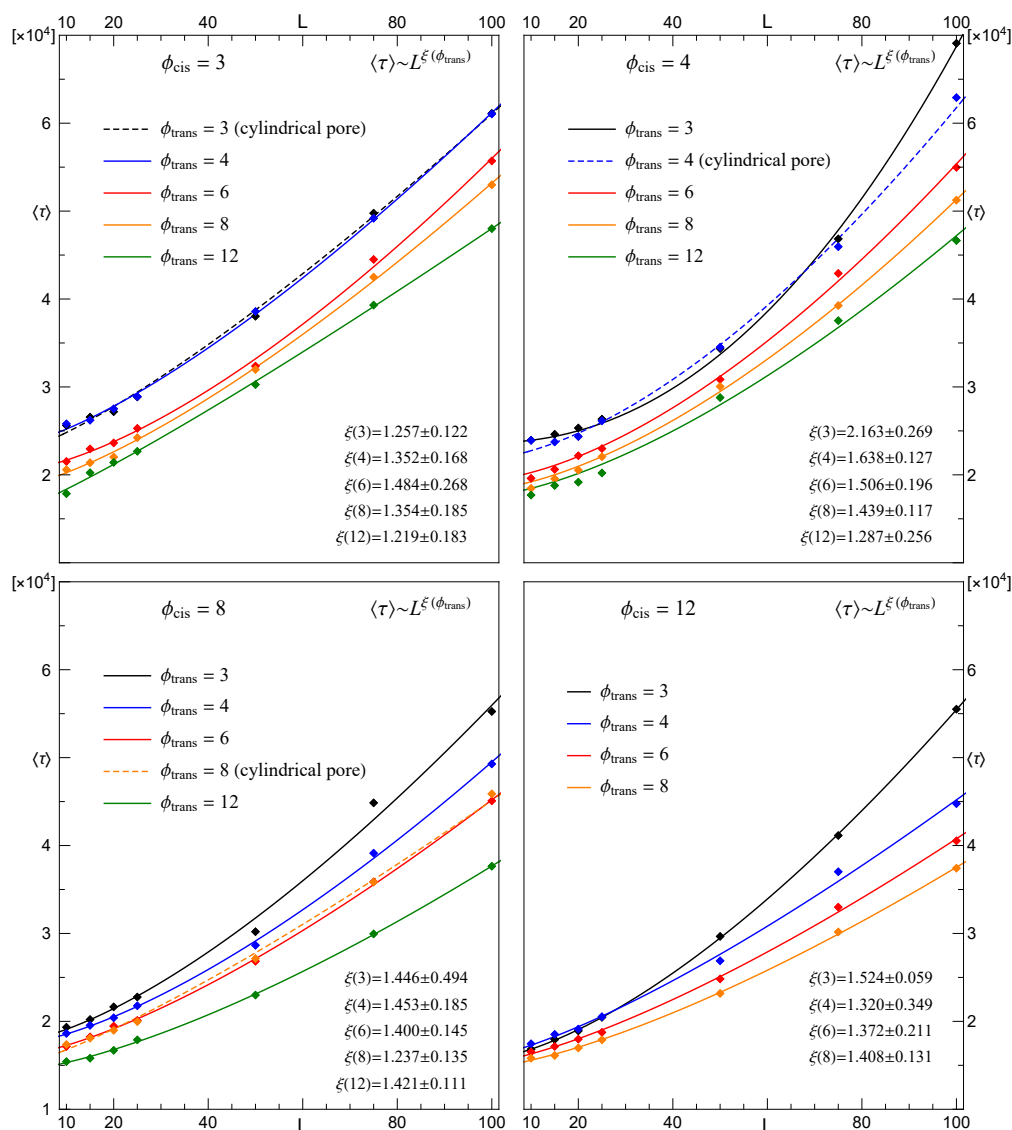 10 20 40 L 80 100
10 20 40 L 80 100
[×10⁴]
[×10⁴]
ϕcis = 3 ⟨τ⟩~L^ξ(ϕtrans)
ϕtrans = 3 (cylindrical pore)
ϕtrans = 4
ϕtrans = 6
ϕtrans = 8
ϕtrans = 12
6
⟨τ⟩
4
3
2
ξ(3)=1.257±0.122
ξ(4)=1.352±0.168
ξ(6)=1.484±0.268
ξ(8)=1.354±0.185
ξ(12)=1.219±0.183
ϕcis = 4 ⟨τ⟩~L^ξ(ϕtrans)
ϕtrans = 3
ϕtrans = 4 (cylindrical pore)
ϕtrans = 6
ϕtrans = 8
ϕtrans = 12
6
⟨τ⟩
4
3
2
ξ(3)=2.163±0.269
ξ(4)=1.638±0.127
ξ(6)=1.506±0.196
ξ(8)=1.439±0.117
ξ(12)=1.287±0.256
[×10⁴]
[×10⁴]
ϕcis = 8 ⟨τ⟩~L^ξ(ϕtrans)
ϕtrans = 3
ϕtrans = 4
ϕtrans = 6
ϕtrans = 8 (cylindrical pore)
ϕtrans = 12
6
⟨τ⟩
4
3
2
1
ξ(3)=1.446±0.494
ξ(4)=1.453±0.185
ξ(6)=1.400±0.145
ξ(8)=1.237±0.135
ξ(12)=1.421±0.111
10 20 40 L 80 100
ϕcis = 12 ⟨τ⟩~L^ξ(ϕtrans)
ϕtrans = 3
ϕtrans = 4
ϕtrans = 6
ϕtrans = 8
6
⟨τ⟩
4
3
2
ξ(3)=1.524±0.059
ξ(4)=1.320±0.349
ξ(6)=1.372±0.211
ξ(8)=1.408±0.131
10 20 40 L 80 100